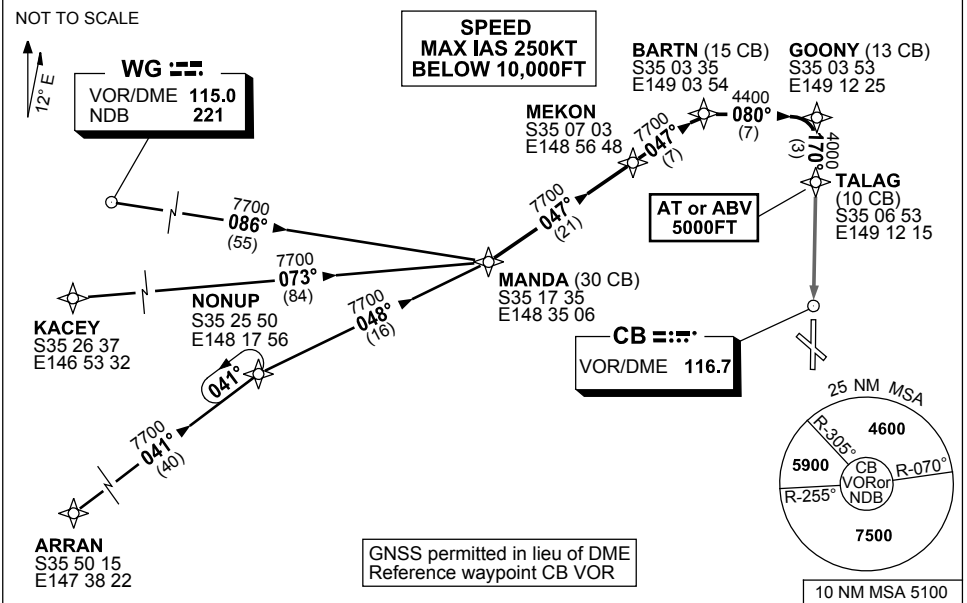 NOT TO SCALE
12° E
WG
VOR/DME 115.0
NDB 221
SPEED
MAX IAS 250KT
BELOW 10,000FT
BARTN (15 CB)
S35 03 35
E149 03 54
GOONY (13 CB)
S35 03 53
E149 12 25
MEKON
S35 07 03
E148 56 48
4400
080°
(7)
7700
047°
(7)
4000
170°
(3)
TALAG
(10 CB)
S35 06 53
E149 12 15
AT or ABV
5000FT
7700
047°
(21)
7700
086°
(55)
7700
073°
(84)
MANDA (30 CB)
S35 17 35
E148 35 06
KACEY
S35 26 37
E146 53 32
NONUP
S35 25 50
E148 17 56
7700
048°
(16)
041°
CB
VOR/DME 116.7
7700
041°
(40)
ARRAN
S35 50 15
E147 38 22
GNSS permitted in lieu of DME
Reference waypoint CB VOR
25 NM MSA
R-305°
4600
5900
CB
VORor
NDB
R-070°
R-255°
7500
10 NM MSA 5100